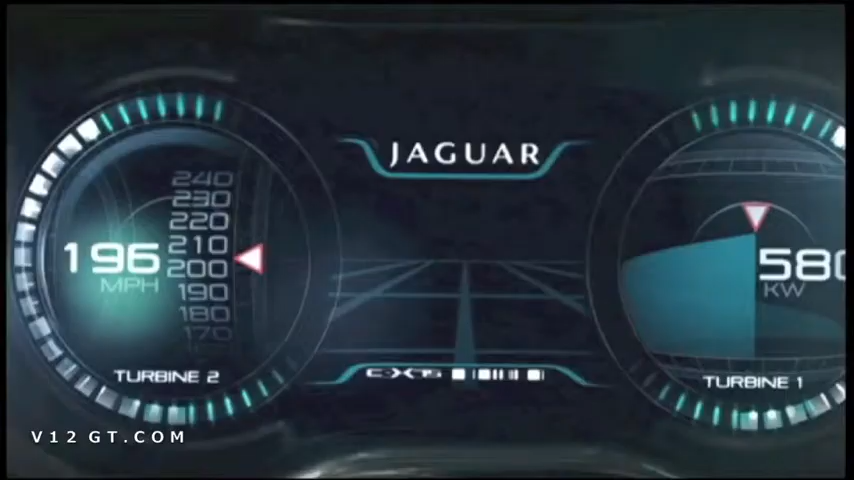 JAGUAR
240
230
220
210
200
190
180
170
196
MPH
TURBINE 2
580
KW
TURBINE 1
V12 GT.COM